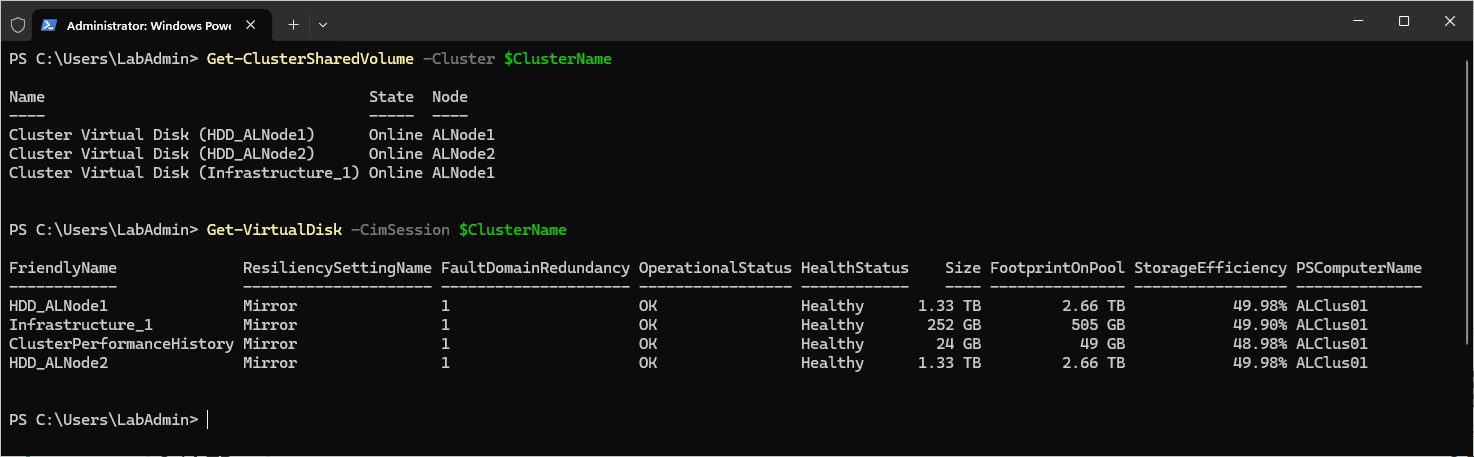 Administrator: Windows Powe
PS C:\Users\LabAdmin> Get-ClusterSharedVolume -Cluster $ClusterName
Name State Node
---- ----- ----
Cluster Virtual Disk (HDD_ALNode1) Online ALNode1
Cluster Virtual Disk (HDD_ALNode2) Online ALNode2
Cluster Virtual Disk (Infrastructure_1) Online ALNode1
PS C:\Users\LabAdmin> Get-VirtualDisk -CimSession $ClusterName
FriendlyName ResiliencySettingName FaultDomainRedundancy OperationalStatus HealthStatus Size FootprintOnPool StorageEfficiency PSComputerName
------------ --------------------- --------------------- ----------------- ------------ ---- --------------- ----------------- --------------
HDD_ALNode1 Mirror 1 OK Healthy 1.33 TB 2.66 TB 49.98% ALClus01
Infrastructure_1 Mirror 1 OK Healthy 252 GB 505 GB 49.90% ALClus01
ClusterPerformanceHistory Mirror 1 OK Healthy 24 GB 49 GB 48.98% ALClus01
HDD_ALNode2 Mirror 1 OK Healthy 1.33 TB 2.66 TB 49.98% ALClus01
PS C:\Users\LabAdmin>